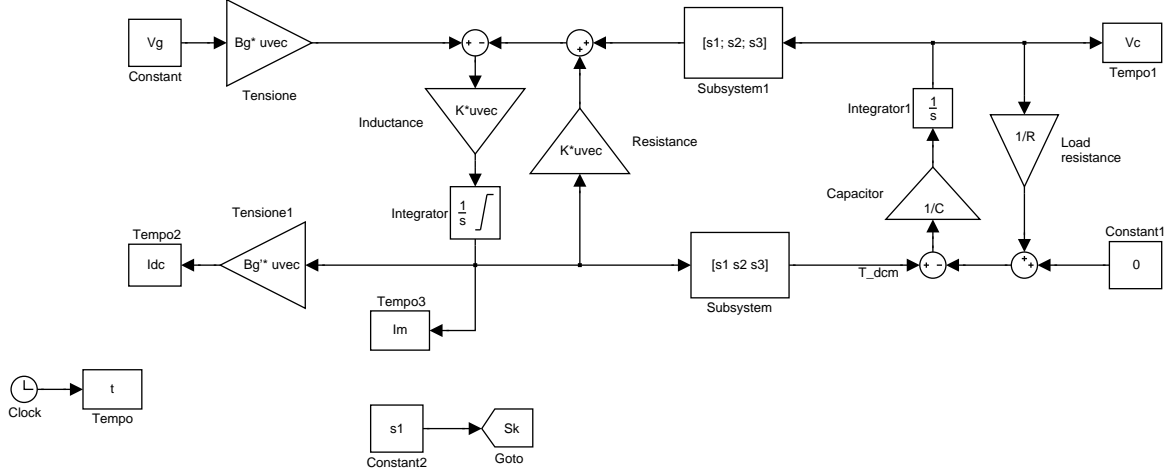 Vg
Constant
Bg* uvec
Tensione
+ −
+
+
[s1; s2; s3]
Subsystem1
Vc
Tempo1
Inductance
K*uvec
K*uvec
Resistance
Integrator1
1
s
1/R
Load
resistance
Integrator
1
s
Capacitor
1/C
Tensione1
Bg'* uvec
Tempo2
Idc
[s1 s2 s3]
Subsystem
T_dcm
+ −
+
+
Constant1
0
Tempo3
Im
Clock
t
Tempo
s1
Constant2
Sk
Goto